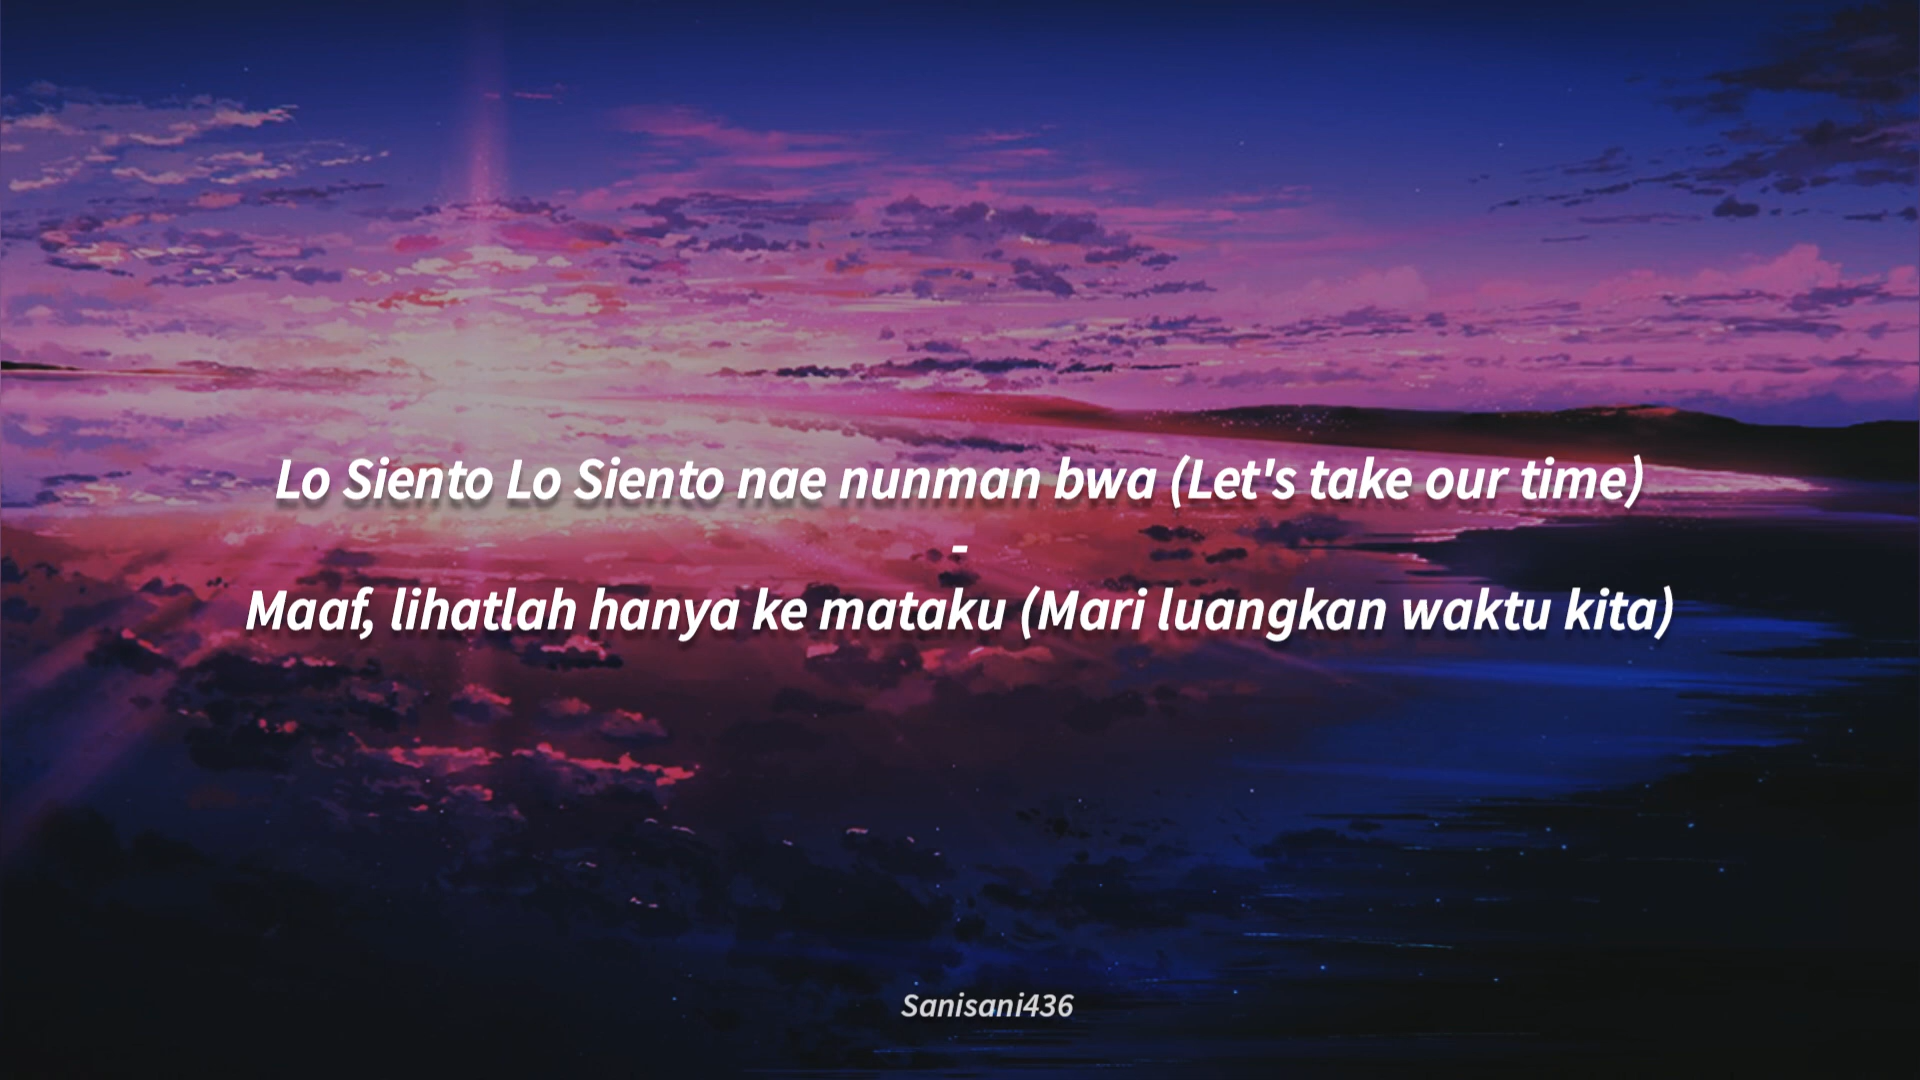 Lo Siento Lo Siento nae nunman bwa (Let's take our time)
-
Maaf, lihatlah hanya ke mataku (Mari luangkan waktu kita)
Sanisani436